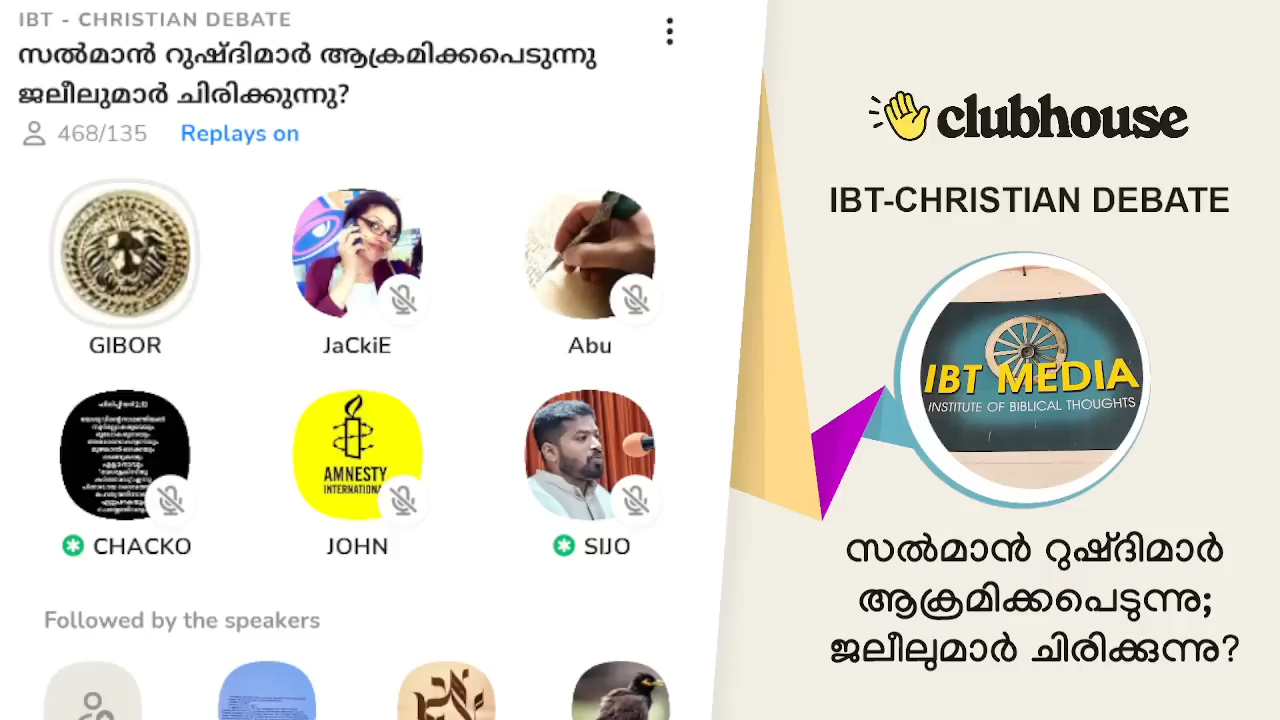 IBT - CHRISTIAN DEBATE
സൽമാൻ റുഷ്ദിമാർ ആക്രമിക്കപെടുന്നു
ജലീലുമാർ ചിരിക്കുന്നു?
468/135 Replays on
GIBOR JaCkiE Abu
AMNESTY
INTERNATIONAL
CHACKO JOHN SIJO
Followed by the speakers
clubhouse
IBT-CHRISTIAN DEBATE
IBT MEDIA
INSTITUTE OF BIBLICAL THOUGHTS
സൽമാൻ റുഷ്ദിമാർ
ആക്രമിക്കപെടുന്നു;
ജലീലുമാർ ചിരിക്കുന്നു?